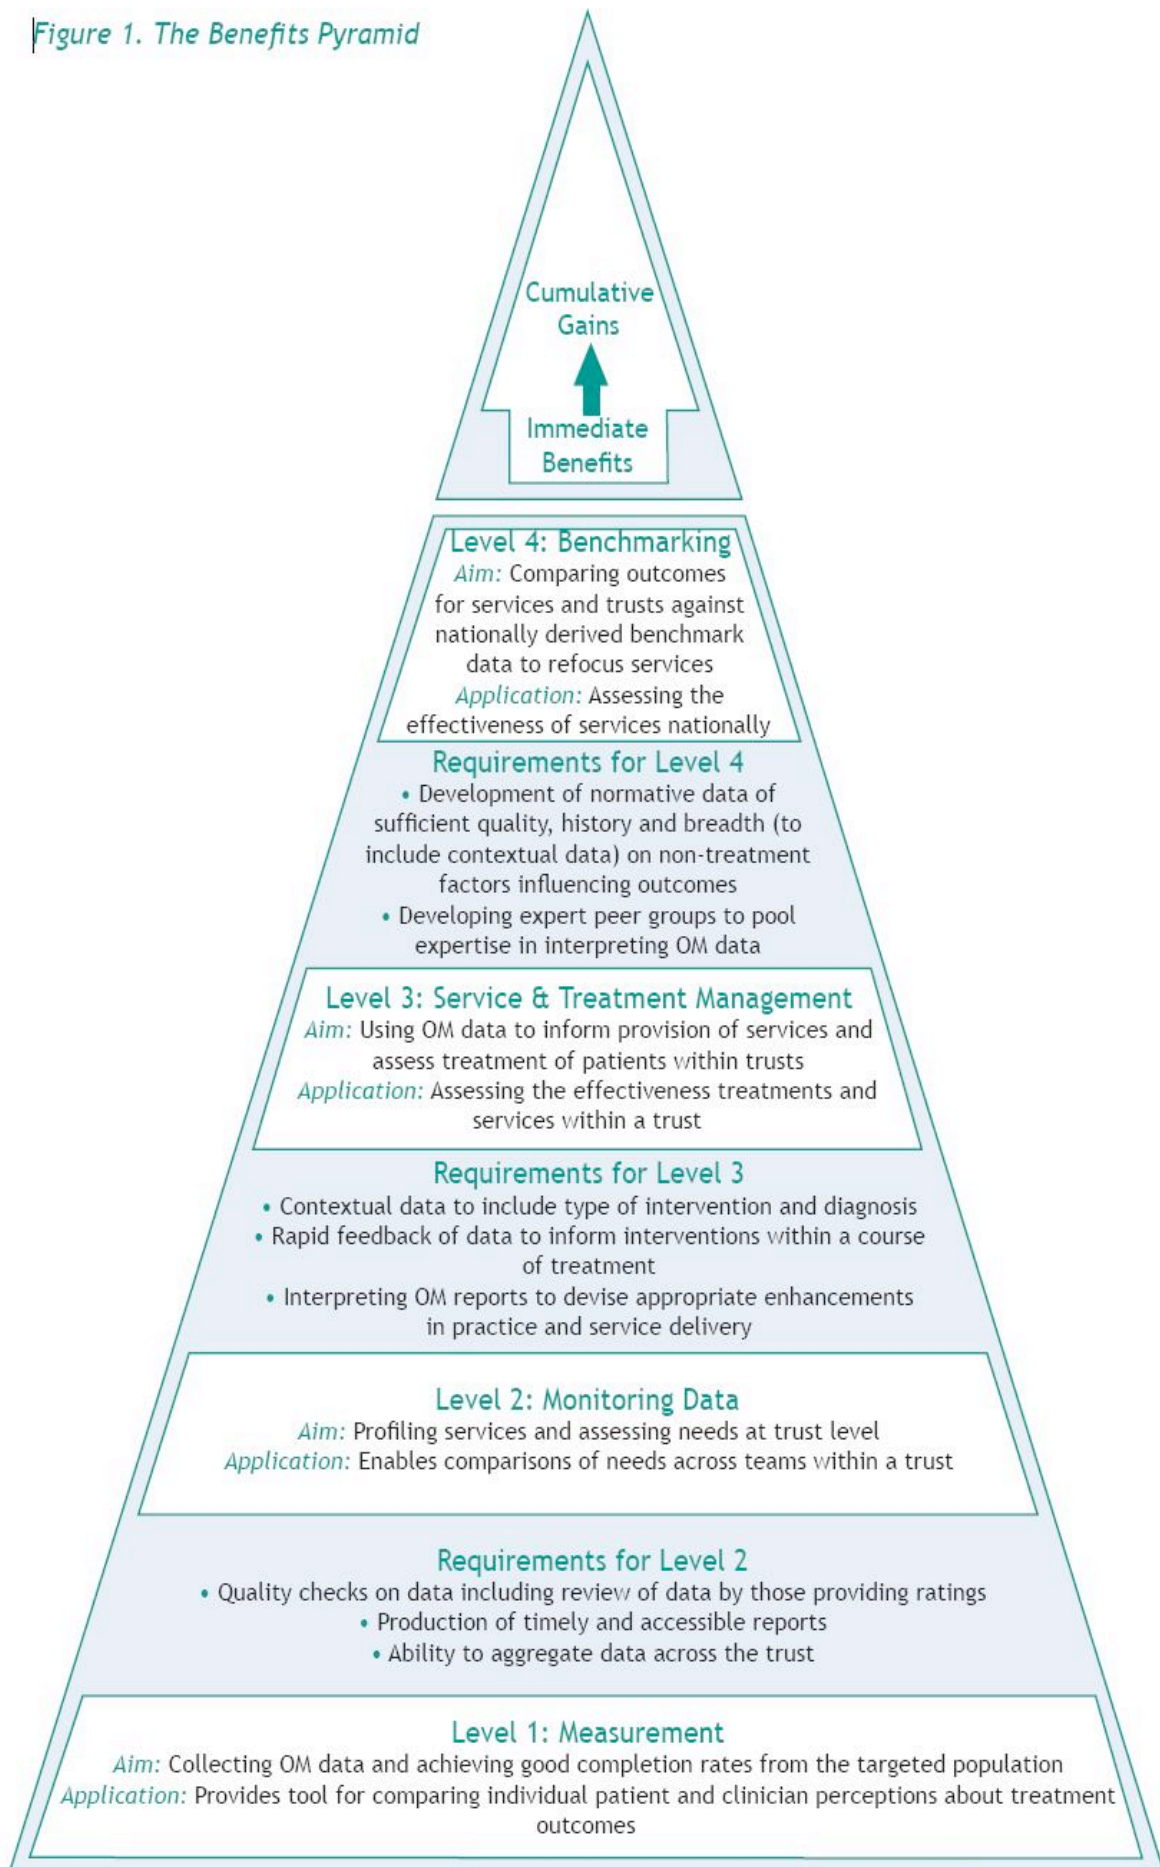 Figure 1. The Benefits Pyramid
Cumulative
Gains
Immediate
Benefits
Level 4: Benchmarking
Aim: Comparing outcomes
for services and trusts against
nationally derived benchmark
data to refocus services
Application: Assessing the
effectiveness of services nationally
Requirements for Level 4
• Development of normative data of
sufficient quality, history and breadth (to
include contextual data) on non-treatment
factors influencing outcomes
• Developing expert peer groups to pool
expertise in interpreting OM data
Level 3: Service & Treatment Management
Aim: Using OM data to inform provision of services and
assess treatment of patients within trusts
Application: Assessing the effectiveness treatments and
services within a trust
Requirements for Level 3
• Contextual data to include type of intervention and diagnosis
• Rapid feedback of data to inform interventions within a course
of treatment
• Interpreting OM reports to devise appropriate enhancements
in practice and service delivery
Level 2: Monitoring Data
Aim: Profiling services and assessing needs at trust level
Application: Enables comparisons of needs across teams within a trust
Requirements for Level 2
• Quality checks on data including review of data by those providing ratings
• Production of timely and accessible reports
• Ability to aggregate data across the trust
Level 1: Measurement
Aim: Collecting OM data and achieving good completion rates from the targeted population
Application: Provides tool for comparing individual patient and clinician perceptions about treatment
outcomes